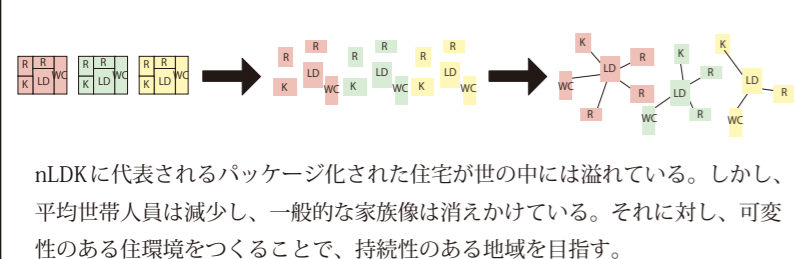 R R
K LD WC
R R
K LD WC
R R
K LD WC
R R
K LD WC
R R
K LD WC
R R
K LD WC
K
LD R
WC R
R
K
R
LD
WC R
K
LD R
WC
nLDKに代表されるパッケージ化された住宅が世の中には溢れている。しかし、
平均世帯人員は減少し、一般的な家族像は消えかけている。それに対し、可変
性のある住環境をつくることで、持続性のある地域を目指す。